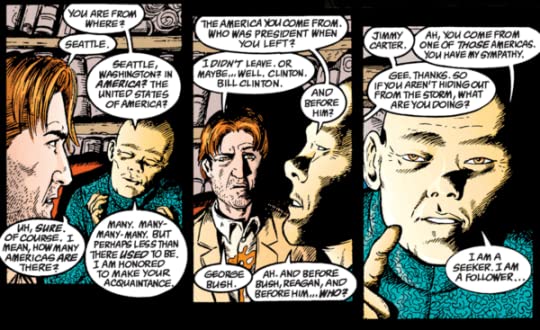 YOU ARE FROM
WHERE?
SEATTLE.
SEATTLE,
WASHINGTON? IN
AMERICA? THE
UNITED STATES
OF AMERICA?
UH, SURE.
OF COURSE. I
MEAN, HOW MANY
AMERICAS ARE
THERE?
MANY. MANY-
MANY-MANY. BUT
PERHAPS LESS THAN
THERE USED TO BE.
I AM HONORED
TO MAKE YOUR
ACQUAINTANCE.
THE AMERICA YOU COME FROM.
WHO WAS PRESIDENT WHEN
YOU LEFT?
I DIDN'T LEAVE. OR
MAYBE...WELL, CLINTON.
BILL CLINTON.
AND
BEFORE
HIM?
GEORGE
BUSH.
AH. AND BEFORE
BUSH, REAGAN, AND
BEFORE HIM... WHO?
JIMMY
CARTER.
AH, YOU COME FROM
ONE OF THOSE AMERICAS.
YOU HAVE MY SYMPATHY.
GEE. THANKS. SO
IF YOU AREN'T HIDING OUT
FROM THE STORM, WHAT
ARE YOU DOING?
I AM A
SEEKER. I AM
A FOLLOWER...